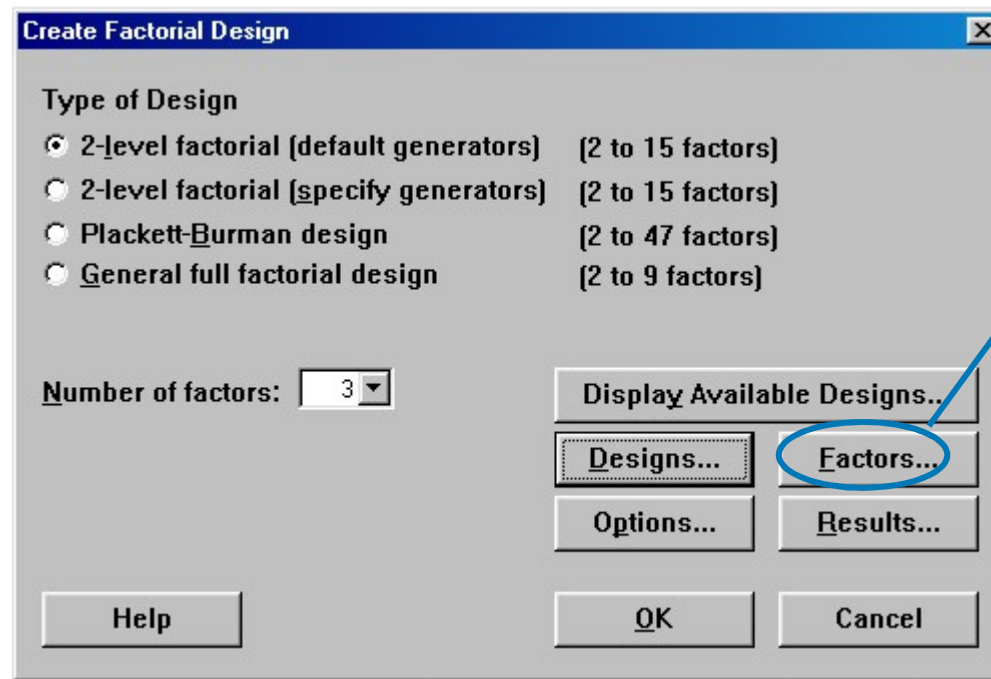 Create Factorial Design
Type of Design
2-level factorial (default generators) (2 to 15 factors)
2-level factorial (specify generators) (2 to 15 factors)
Plackett-Burman design (2 to 47 factors)
General full factorial design (2 to 9 factors)
Number of factors: 3
Display Available Designs..
Designs... Factors...
Options... Results...
Help OK Cancel